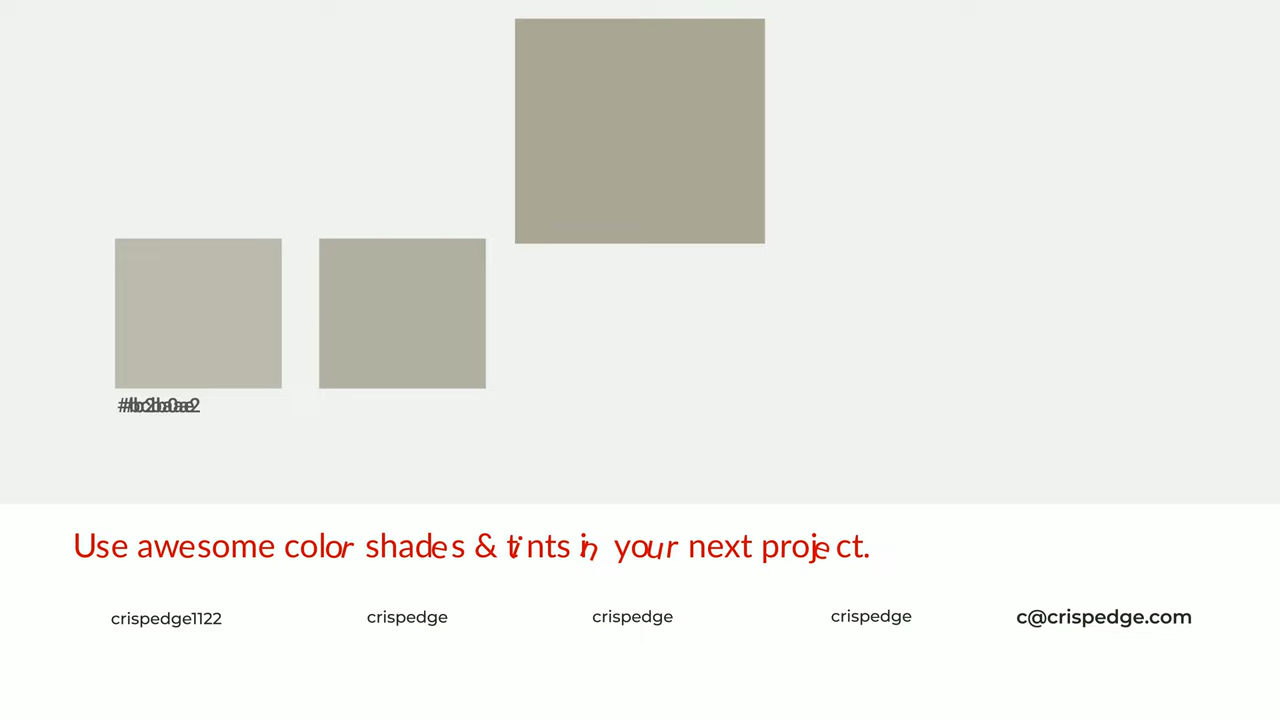 Use awesome color shades & tints in your next project.
crispedge1122 crispedge crispedge crispedge c@crispedge.com